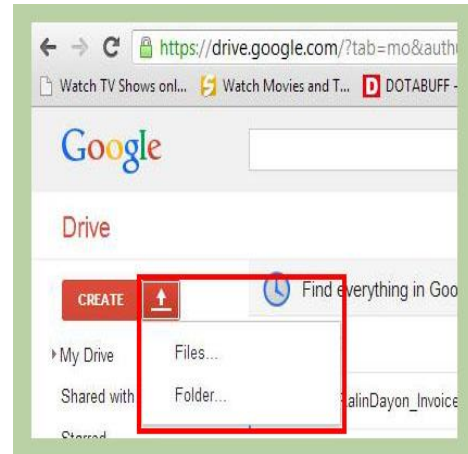 https://drive.google.com/?tab=mo&auth
Watch TV Shows onl... Watch Movies and T... DOTABUFF -
Google
Drive
CREATE Find everything in Goo
My Drive Files...
Shared with Folder... alinDayon_Invoice
Starred